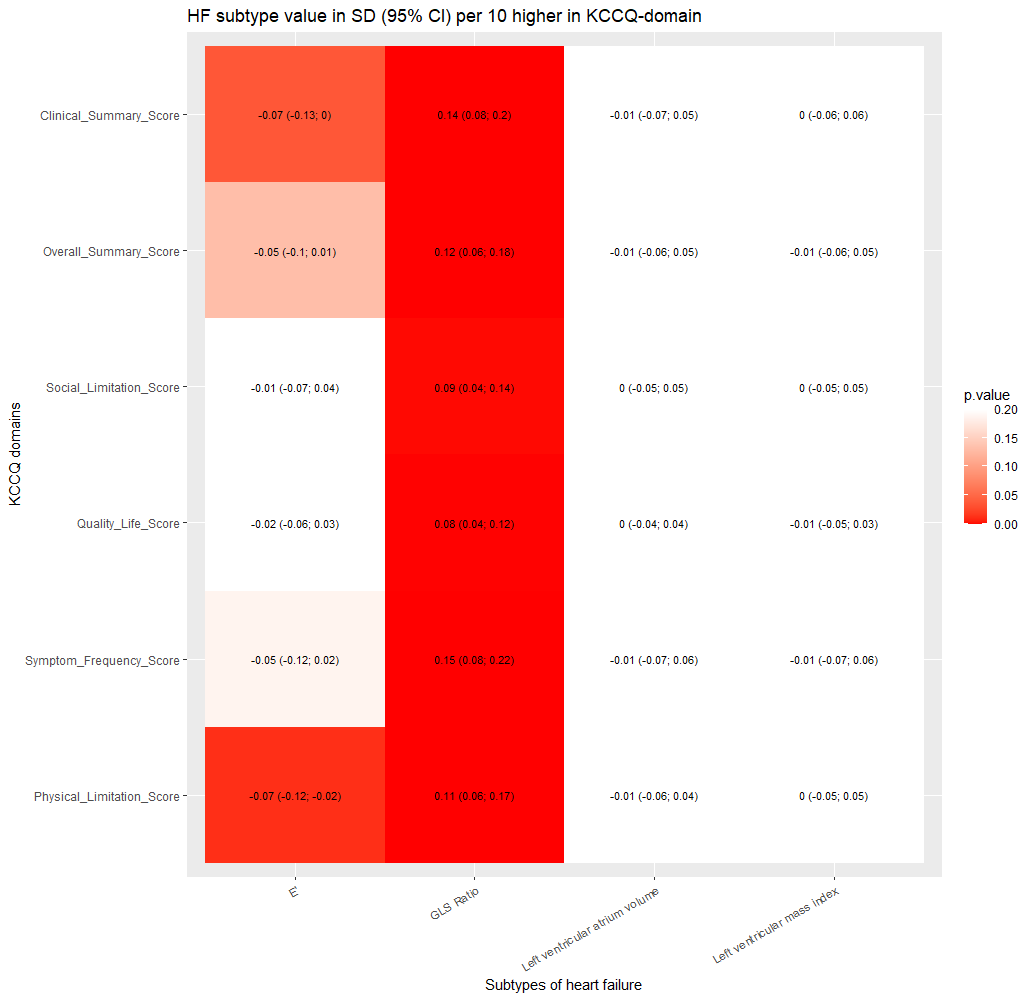 HF subtype value in SD (95% CI) per 10 higher in KCCQ-domain
Clinical_Summary_Score
-0.07 (-0.13; 0)
0.14 (0.08; 0.2)
-0.01 (-0.07; 0.05)
0 (-0.06; 0.06)
Overall_Summary_Score
-0.05 (-0.1; 0.01)
0.12 (0.06; 0.18)
-0.01 (-0.06; 0.05)
-0.01 (-0.06; 0.05)
Social_Limitation_Score
-0.01 (-0.07; 0.04)
0.09 (0.04; 0.14)
0 (-0.05; 0.05)
0 (-0.05; 0.05)
Quality_Life_Score
-0.02 (-0.06; 0.03)
0.08 (0.04; 0.12)
0 (-0.04; 0.04)
-0.01 (-0.05; 0.03)
Symptom_Frequency_Score
-0.05 (-0.12; 0.02)
0.15 (0.08; 0.22)
-0.01 (-0.07; 0.06)
-0.01 (-0.07; 0.06)
Physical_Limitation_Score
-0.07 (-0.12; -0.02)
0.11 (0.06; 0.17)
-0.01 (-0.06; 0.04)
0 (-0.05; 0.05)
KCCQ domains
E'
GLS Ratio
Left ventricular atrium volume
Left ventricular mass index
Subtypes of heart failure
p.value
0.20
0.15
0.10
0.05
0.00